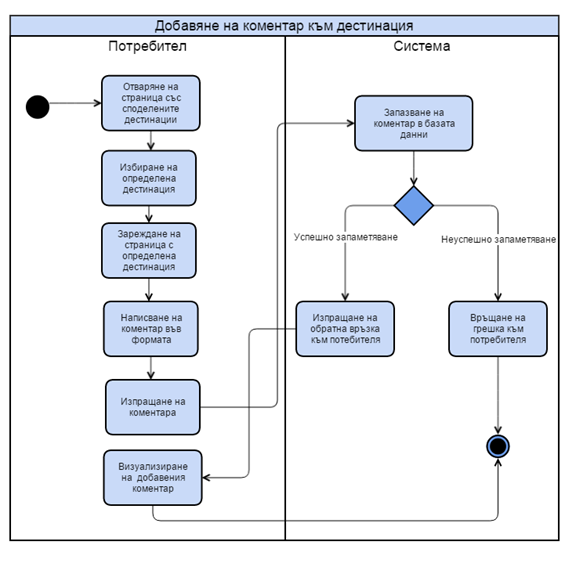 Добавяне на коментар към дестинация
Потребител
Система
Отваряне на
страница със
споделените
дестинации
Избиране на
определена
дестинация
Зареждане на
страница с
определена
дестинация
Написване на
коментар във
формата
Изпращане на
коментара
Визуализиране
на добавения
коментар
Запазване на
коментар в базата
данни
Успешно запаметяване
Неуспешно запаметяване
Изпращане на
обратна връзка
към потебителя
Връщане на
грешка към
потребителя